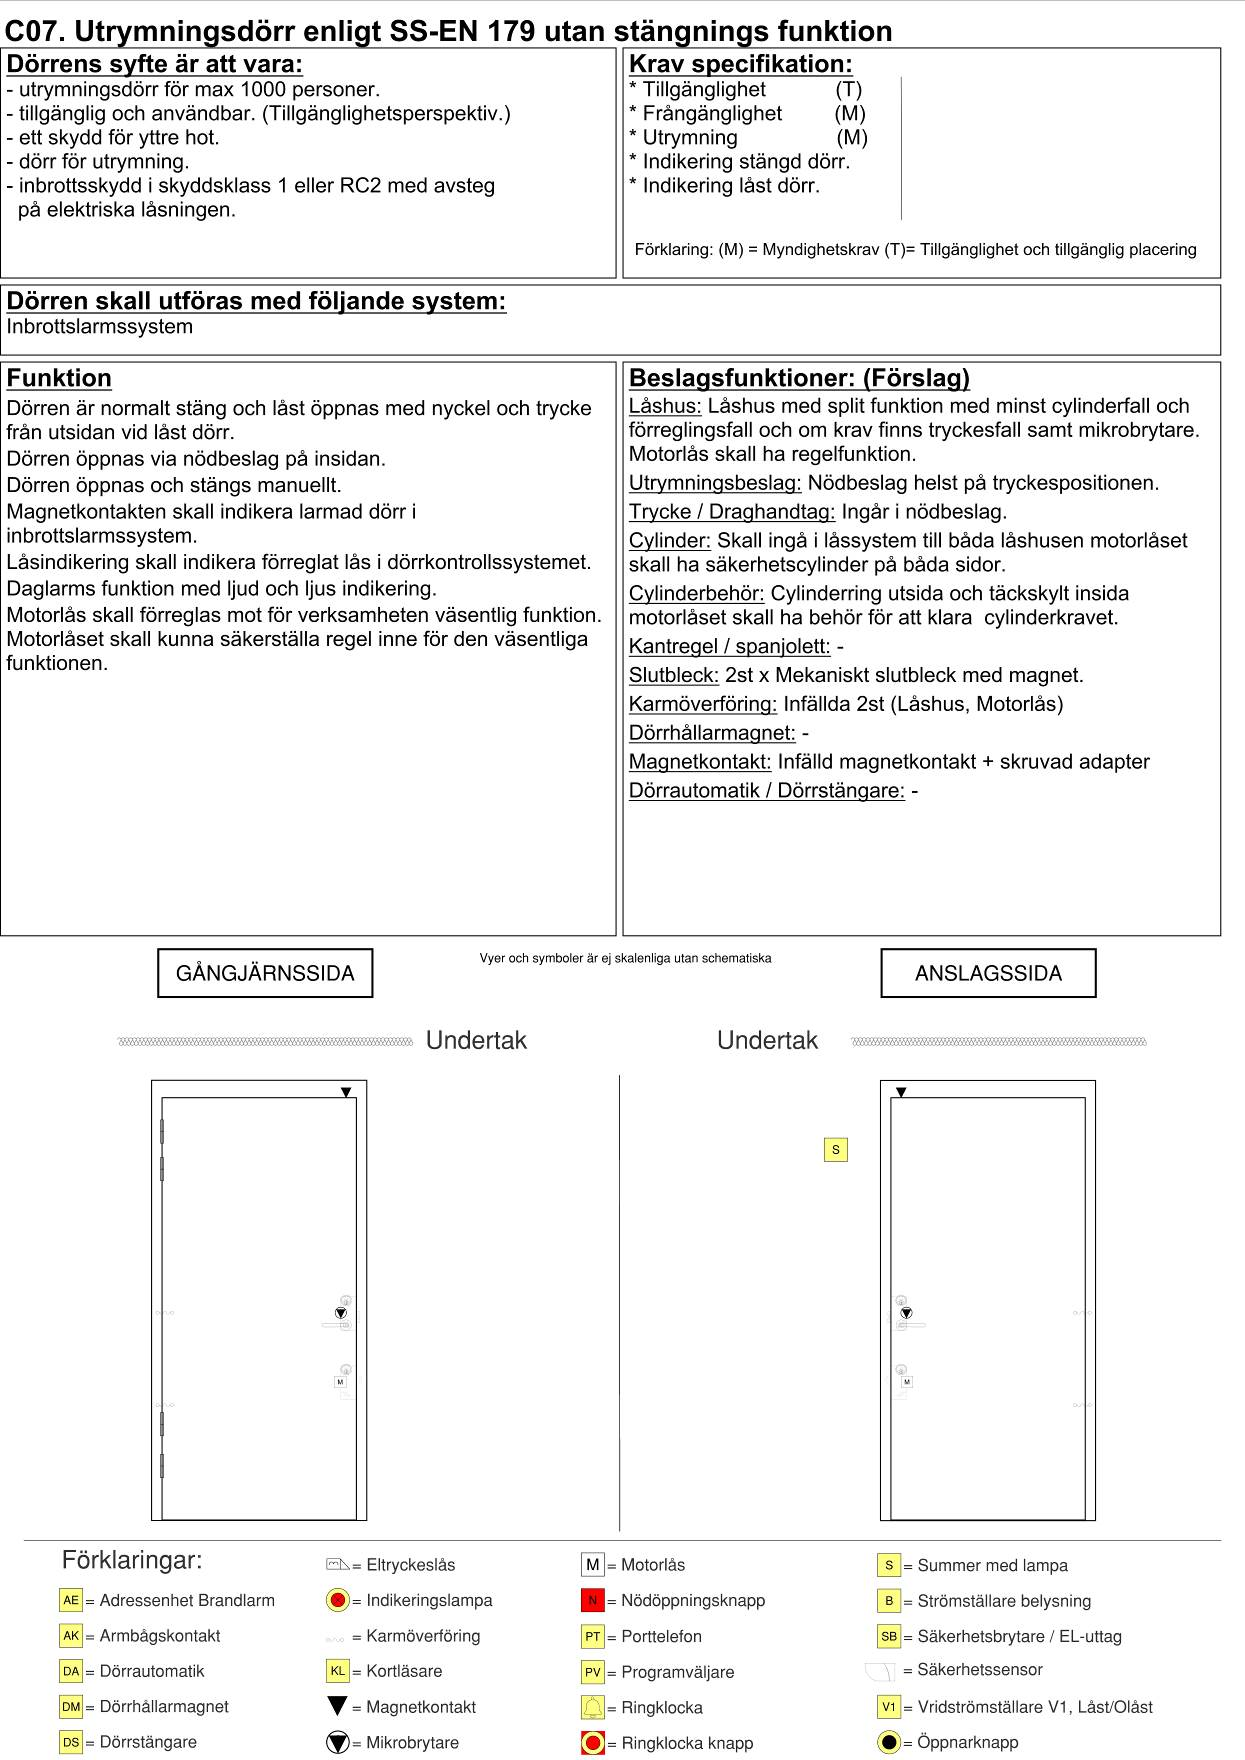 C07. Utrymningsdörr enligt SS-EN 179 utan stängnings funktion
Dörrens syfte är att vara:
- utrymningsdörr för max 1000 personer.
- tillgänglig och användbar. (Tillgänglighetsperspektiv.)
- ett skydd för yttre hot.
- dörr för utrymning.
- inbrottsskydd i skyddsklass 1 eller RC2 med avsteg
på elektriska låsningen.
Krav specifikation:
* Tillgänglighet (T)
* Frångänglighet (M)
* Utrymning (M)
* Indikering stängd dörr.
* Indikering låst dörr.
Förklaring: (M) = Myndighetskrav (T)= Tillgänglighet och tillgänglig placering
Dörren skall utföras med följande system:
Inbrottslarmssystem
Funktion
Dörren är normalt stäng och låst öppnas med nyckel och trycke
från utsidan vid låst dörr.
Dörren öppnas via nödbeslag på insidan.
Dörren öppnas och stängs manuellt.
Magnetkontakten skall indikera larmad dörr i
inbrottslarmssystem.
Låsindikering skall indikera förreglat lås i dörrkontrollssystemet.
Daglarms funktion med ljud och ljus indikering.
Motorlås skall förreglas mot för verksamheten väsentlig funktion.
Motorlåset skall kunna säkerställa regel inne för den väsentliga
funktionen.
Beslagsfunktioner: (Förslag)
Låshus: Låshus med split funktion med minst cylinderfall och
förreglingsfall och om krav finns tryckesfall samt mikrobrytare.
Motorlås skall ha regelfunktion.
Utrymningsbeslag: Nödbeslag helst på tryckespositionen.
Trycke / Draghandtag: Ingår i nödbeslag.
Cylinder: Skall ingå i låssystem till båda låshusen motorlåset
skall ha säkerhetscylinder på båda sidor.
Cylinderbehör: Cylinderring utsida och täckskylt insida
motorlåset skall ha behör för att klara  cylinderkravet.
Kantregel / spanjolett: -
Slutbleck: 2st x Mekaniskt slutbleck med magnet.
Karmöverföring: Infällda 2st (Låshus, Motorlås)
Dörrhållarmagnet: -
Magnetkontakt: Infälld magnetkontakt + skruvad adapter
Dörrautomatik / Dörrstängare: -
GÅNGJÄRNSSIDA
Vyer och symboler är ej skalenliga utan schematiska
ANSLAGSSIDA
Undertak
Undertak
S
M
M
Förklaringar:
AE = Adressenhet Brandlarm
AK = Armbågskontakt
DA = Dörrautomatik
DM = Dörrhållarmagnet
DS = Dörrstängare
= Eltryckeslås
= Indikeringslampa
= Karmöverföring
KL = Kortläsare
= Magnetkontakt
= Mikrobrytare
M = Motorlås
N = Nödöppningsknapp
PT = Porttelefon
PV = Programväljare
= Ringklocka
= Ringklocka knapp
S = Summer med lampa
B = Strömställare belysning
SB = Säkerhetsbrytare / EL-uttag
= Säkerhetssensor
V1 = Vridströmställare V1, Låst/Olåst
= Öppnarknapp